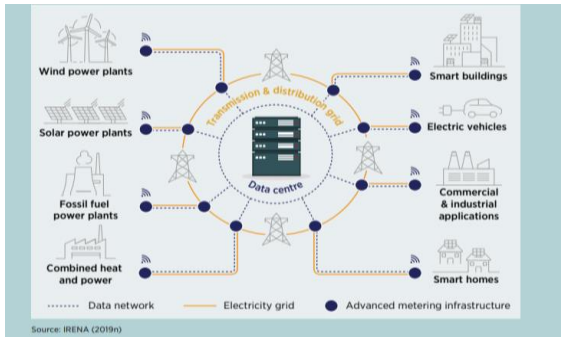 Wind power plants
Solar power plants
Fossil fuel
power plants
Combined heat
and power
Transmission & distribution grid
Data centre
Smart buildings
Electric vehicles
Commercial
& industrial
applications
Smart homes
Data network
Electricity grid
Advanced metering infrastructure
Source: IRENA (2019n)